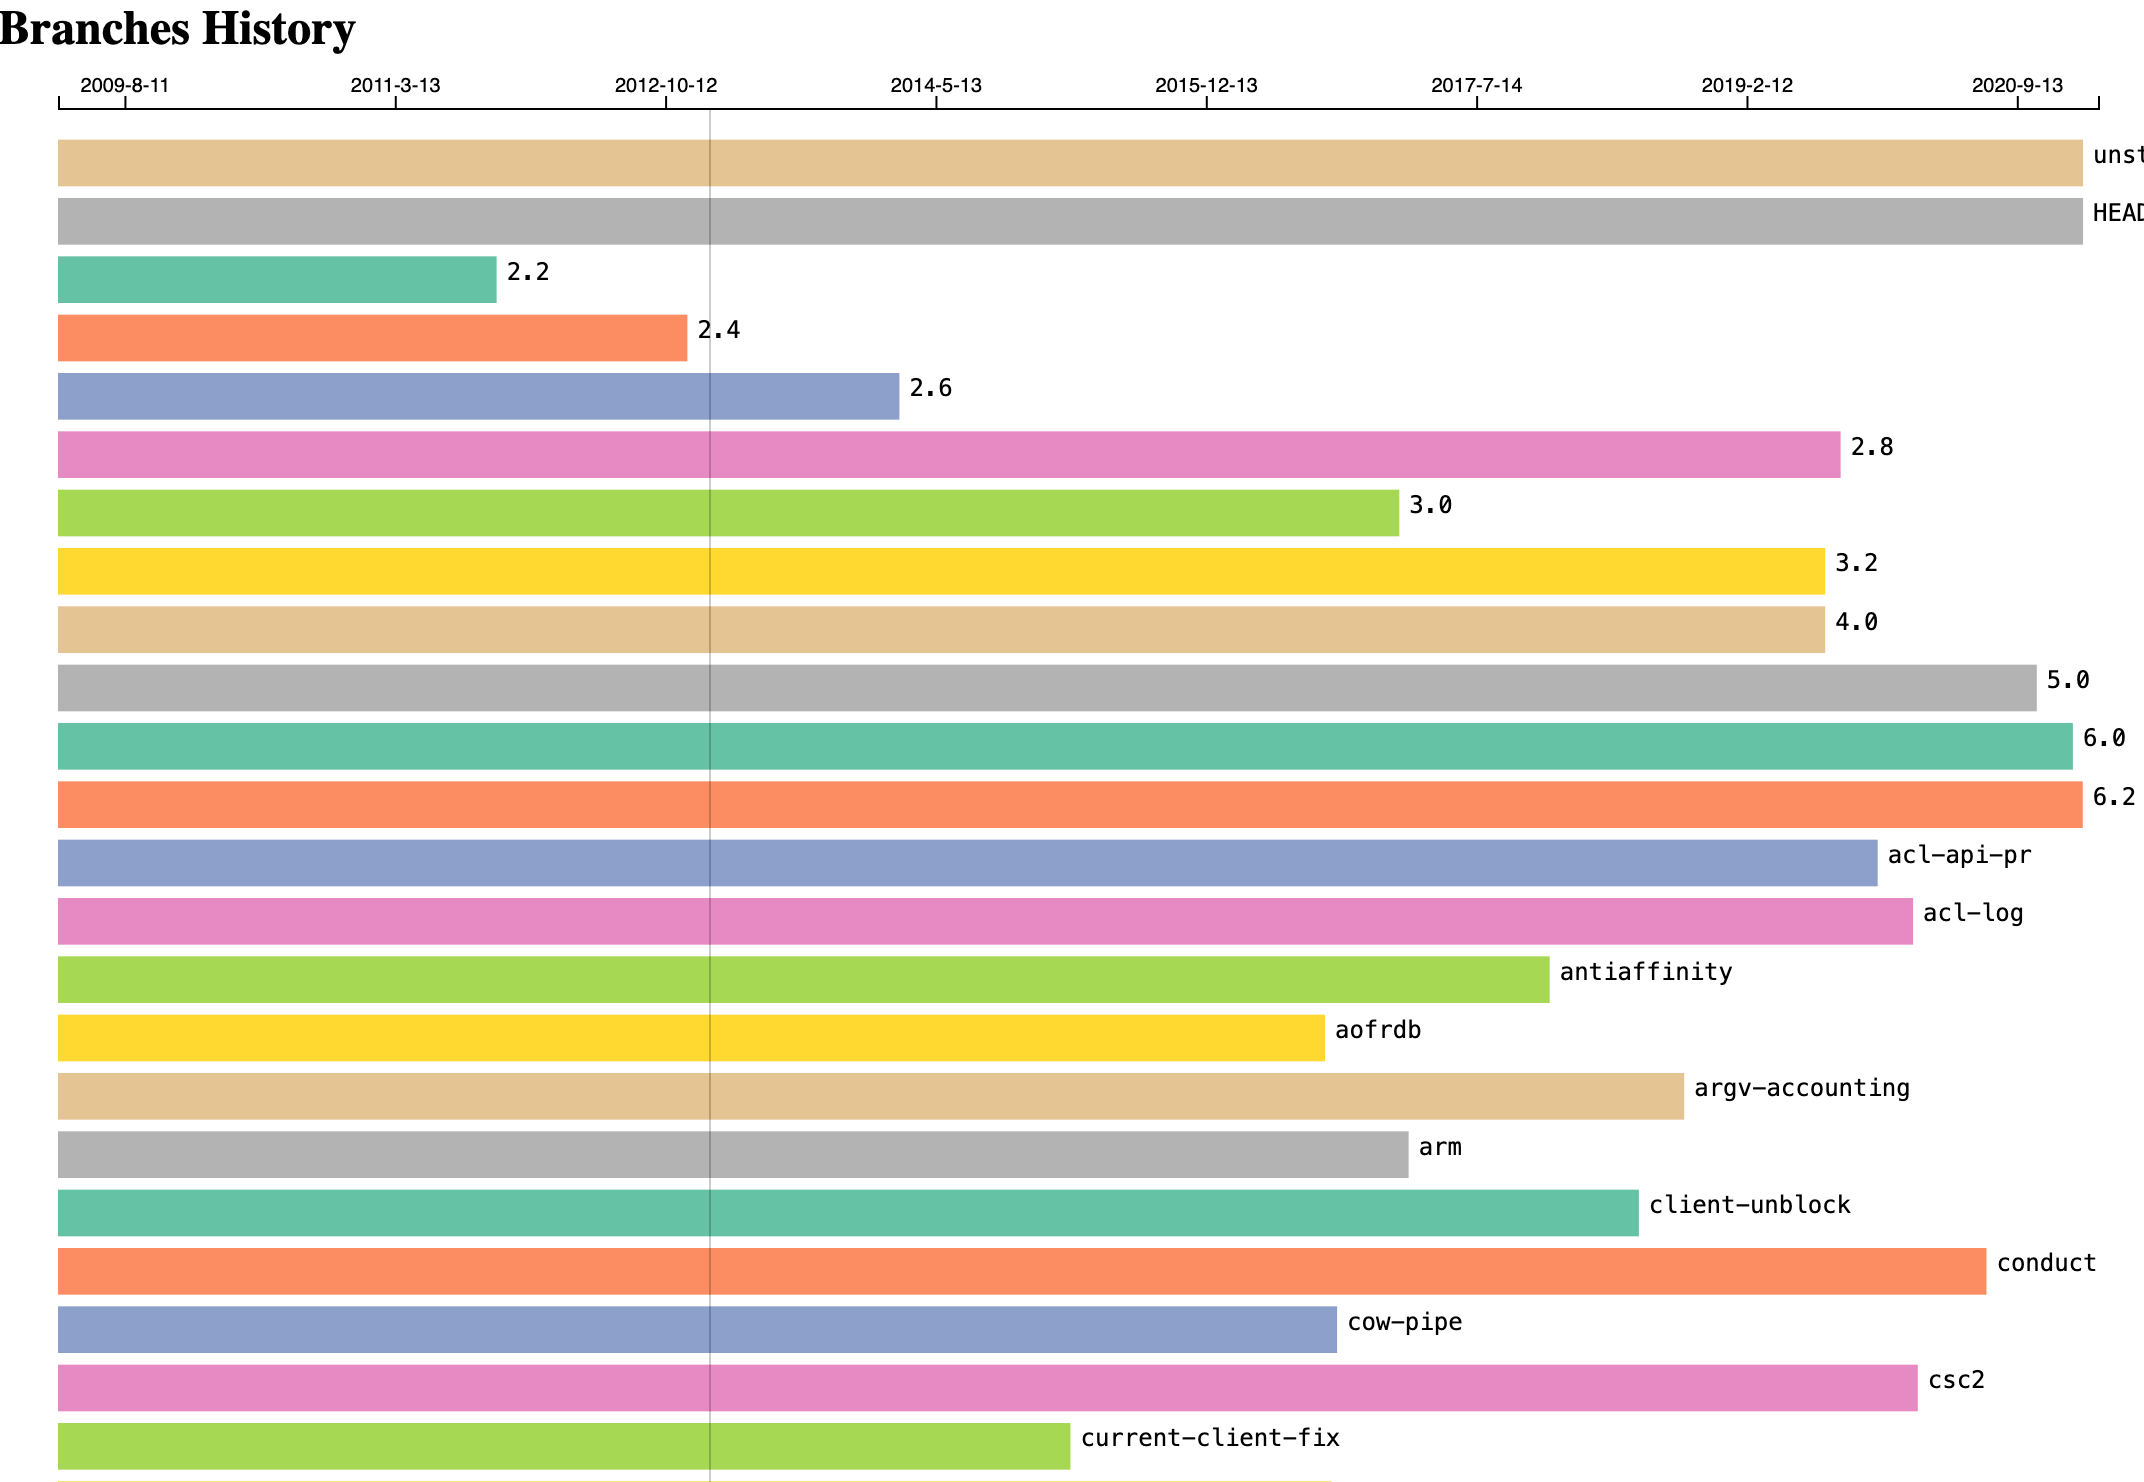 Branches History
2009-8-11 2011-3-13 2012-10-12 2014-5-13 2015-12-13 2017-7-14 2019-2-12 2020-9-13
unst
HEAD
2.2
2.4
2.6
2.8
3.0
3.2
4.0
5.0
6.0
6.2
acl-api-pr
acl-log
antiaffinity
aofrdb
argv-accounting
arm
client-unblock
conduct
cow-pipe
csc2
current-client-fix